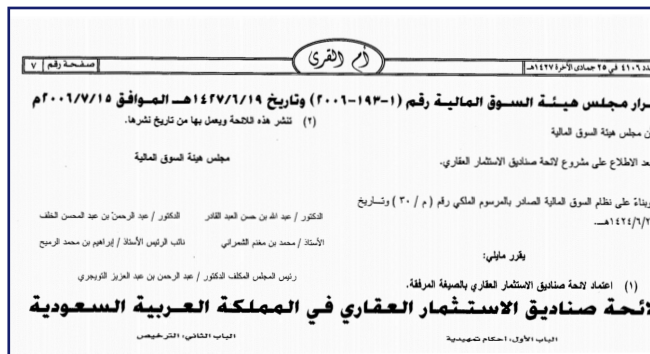 ٤١٠٦ في ٢٥ جمادى الآخرة ١٤٢٧هـ
أم القرى
صفحة رقم ٧
مجلس هيئة السوق المالية رقم (١-١٩٣-٢٠٠٦) وتاريخ ١٤٢٧/٦/١٩هـ الموافق ٢٠٠٦/٧/١٥م
مجلس هيئة السوق المالية
الاطلاع على مشروع لائحة صناديق الاستثمار العقاري.
على نظام السوق المالية الصادر بالمرسوم الملكي رقم (م / ٣٠) وتاريخ
١٤٢٤/٦/٢هـ.
يقرر مايلي:
(١) اعتماد لائحة صناديق الاستثمار العقاري بالصيغة المرفقة.
(٢) تنشر هذه اللائحة ويعمل بها من تاريخ نشرها.
مجلس هيئة السوق المالية
الدكتور / عبد الله بن حسن العبد القادر
الدكتور / عبد الرحمن بن عبد المحسن الخلف
الأستاذ / محمد بن مغنم الشمراني
نائب الرئيس الأستاذ / إبراهيم بن محمد الرميح
رئيس المجلس المكلف الدكتور / عبد الرحمن بن عبد العزيز التويجري
صناديق الاستثمار العقاري في المملكة العربية السعودية
الباب الأول: أحكام تمهيدية
الباب الثاني: الترخيص